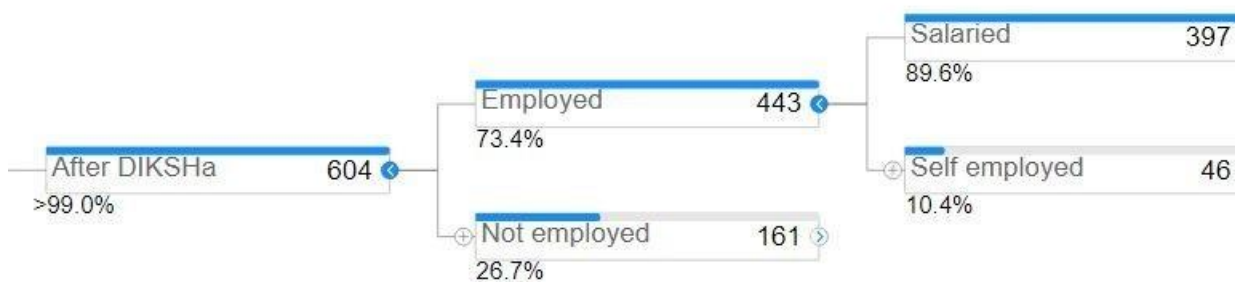 After DIKSHa 604
>99.0%
Employed 443
73.4%
Not employed 161
26.7%
Salaried 397
89.6%
Self employed 46
10.4%